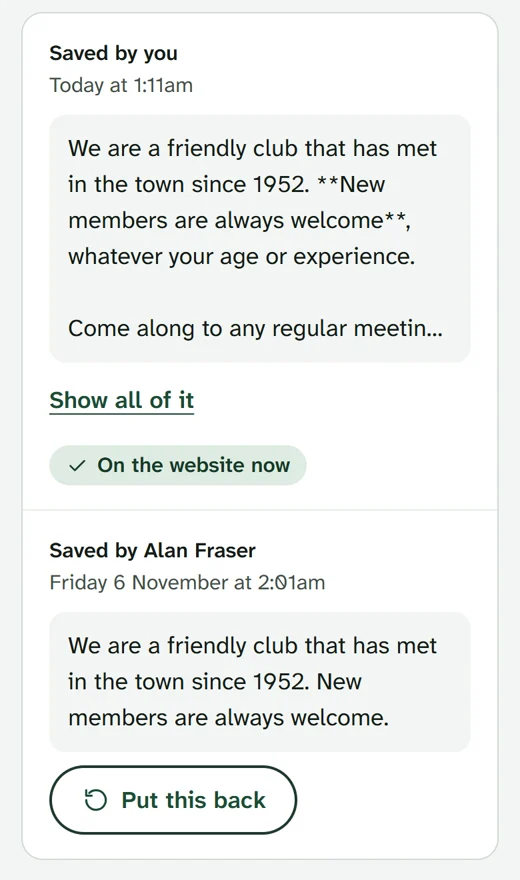 Saved by you
Today at 1:11am
We are a friendly club that has met
in the town since 1952. **New
members are always welcome**,
whatever your age or experience.
Come along to any regular meetin...
Show all of it
On the website now
Saved by Alan Fraser
Friday 6 November at 2:01am
We are a friendly club that has met
in the town since 1952. New
members are always welcome.
Put this back